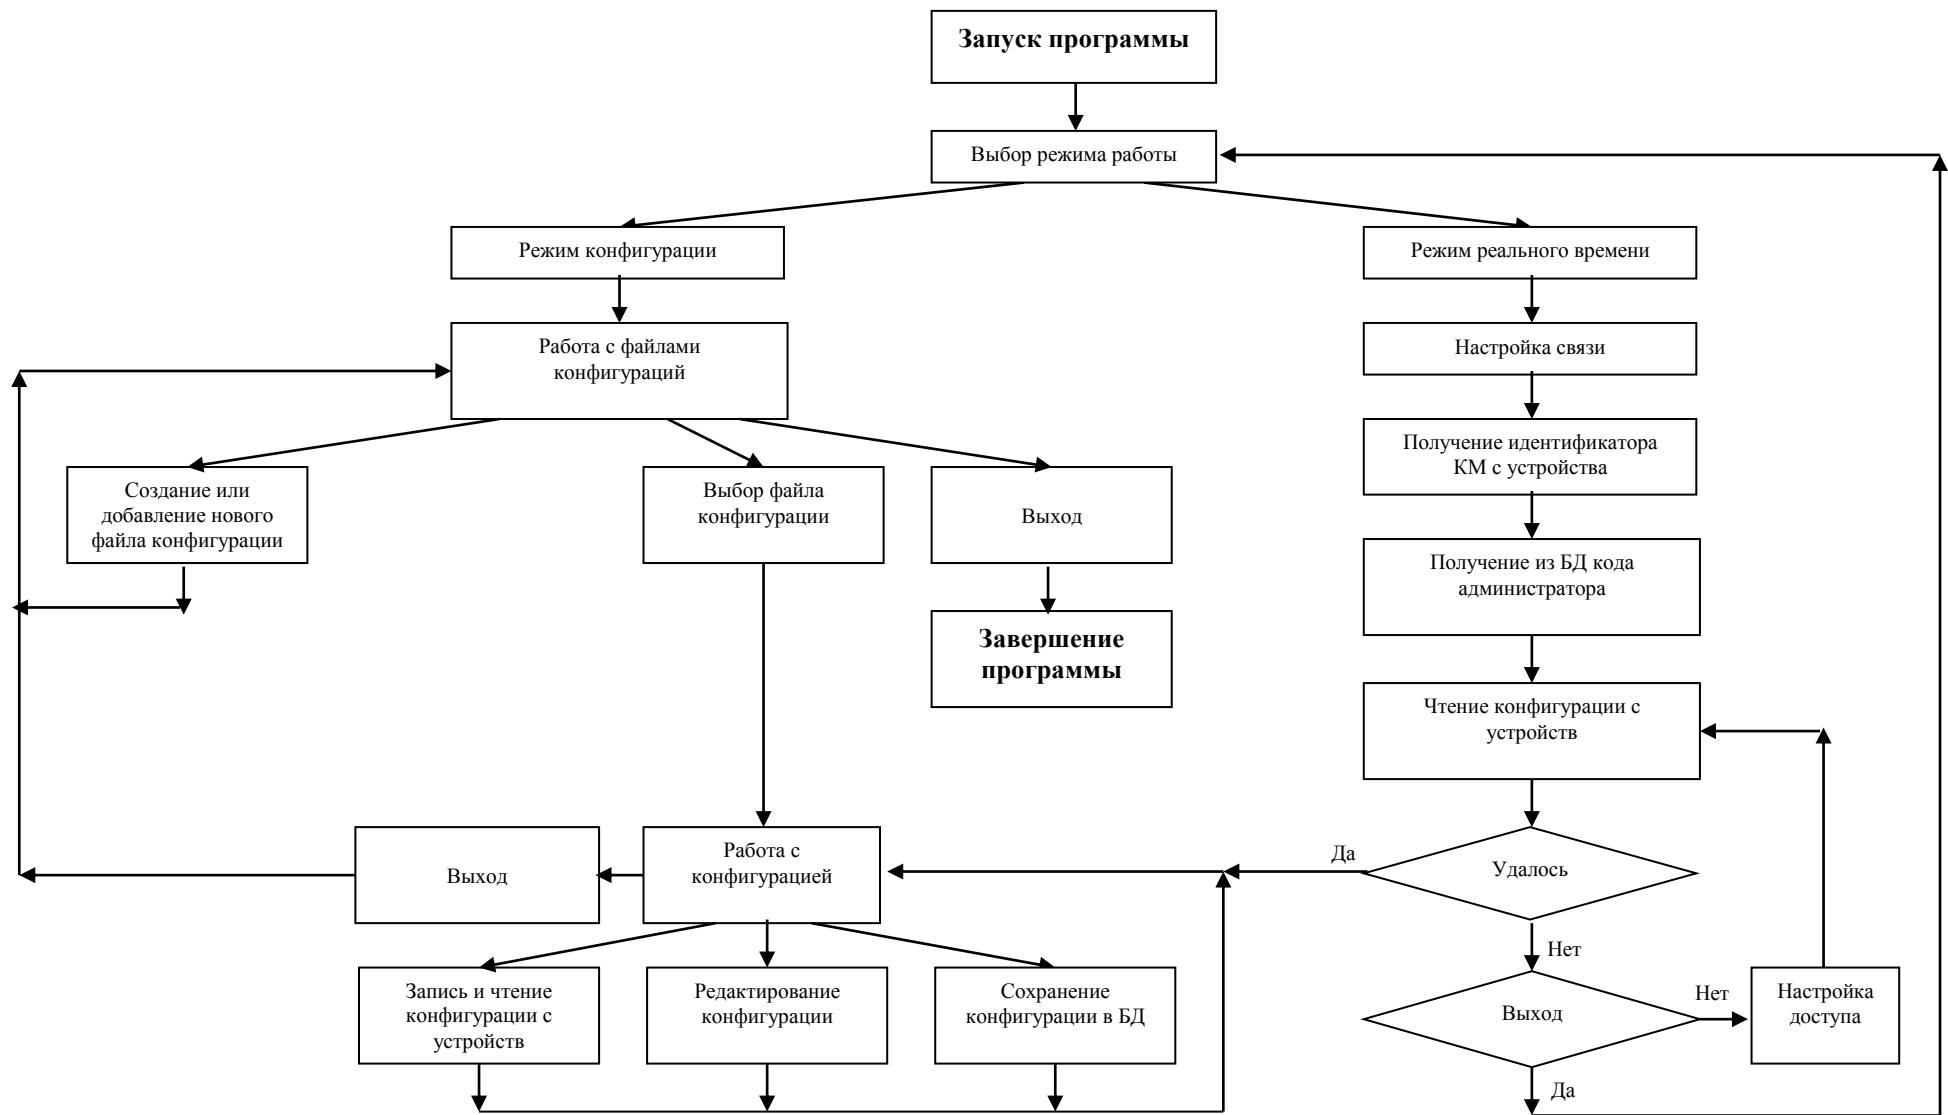 Запуск программы
Выбор режима работы
Режим конфигурации
Режим реального времени
Работа с файлами
конфигураций
Настройка связи
Получение идентификатора
КМ с устройства
Создание или
добавление нового
файла конфигурации
Выбор файла
конфигурации
Выход
Получение из БД кода
администратора
Завершение
программы
Чтение конфигурации с
устройств
Выход
Работа с
конфигурацией
Да
Удалось
Нет
Запись и чтение
конфигурации с
устройств
Редактирование
конфигурации
Сохранение
конфигурации в БД
Выход
Нет
Настройка
доступа
Да